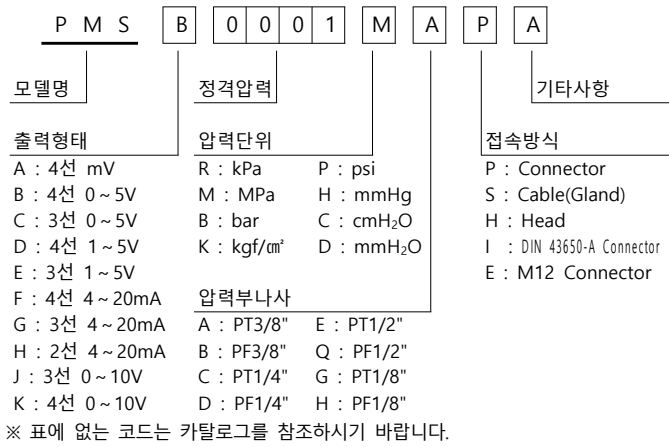 PMS B 0001 M A P A
모델명
정격압력
기타사항
출력형태
A : 4선 mV
B : 4선 0~5V
C : 3선 0~5V
D : 4선 1~5V
E : 3선 1~5V
F : 4선 4~20mA
G : 3선 4~20mA
H : 2선 4~20mA
J : 3선 0~10V
K : 4선 0~10V
압력단위
R : kPa P : psi
M : MPa H : mmHg
B : bar C : cmH₂O
K : kgf/㎠ D : mmH₂O
압력부나사
A : PT3/8" E : PT1/2"
B : PF3/8" Q : PF1/2"
C : PT1/4" G : PT1/8"
D : PF1/4" H : PF1/8"
접속방식
P : Connector
S : Cable(Gland)
H : Head
I : DIN 43650-A Connector
E : M12 Connector
※ 표에 없는 코드는 카탈로그를 참조하시기 바랍니다.